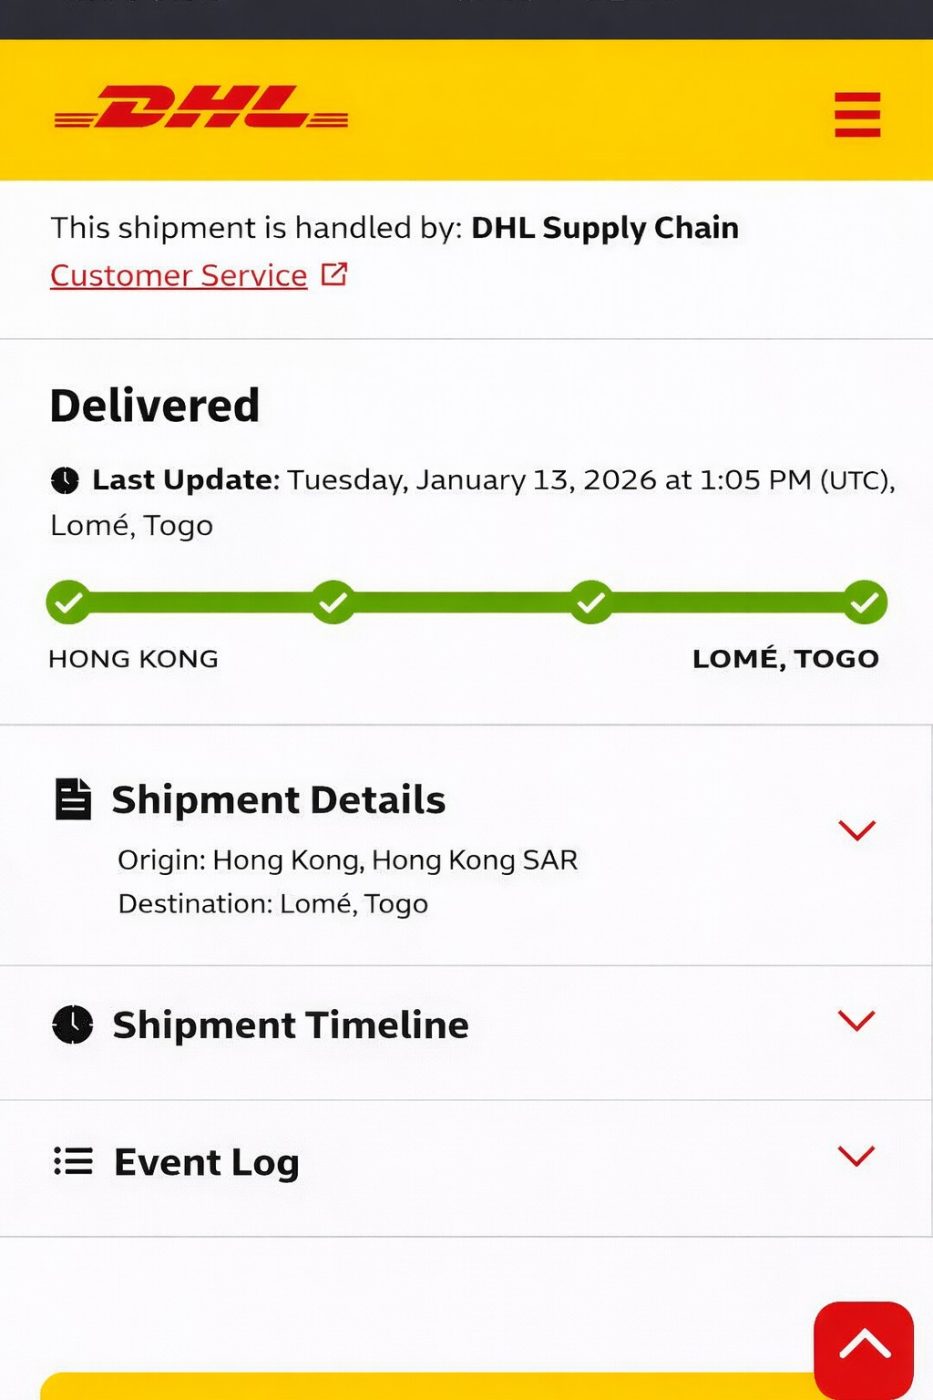 DHL
This shipment is handled by: DHL Supply Chain
Customer Service
Delivered
Last Update: Tuesday, January 13, 2026 at 1:05 PM (UTC),
Lomé, Togo
HONG KONG
LOMÉ, TOGO
Shipment Details
Origin: Hong Kong, Hong Kong SAR
Destination: Lomé, Togo
Shipment Timeline
Event Log